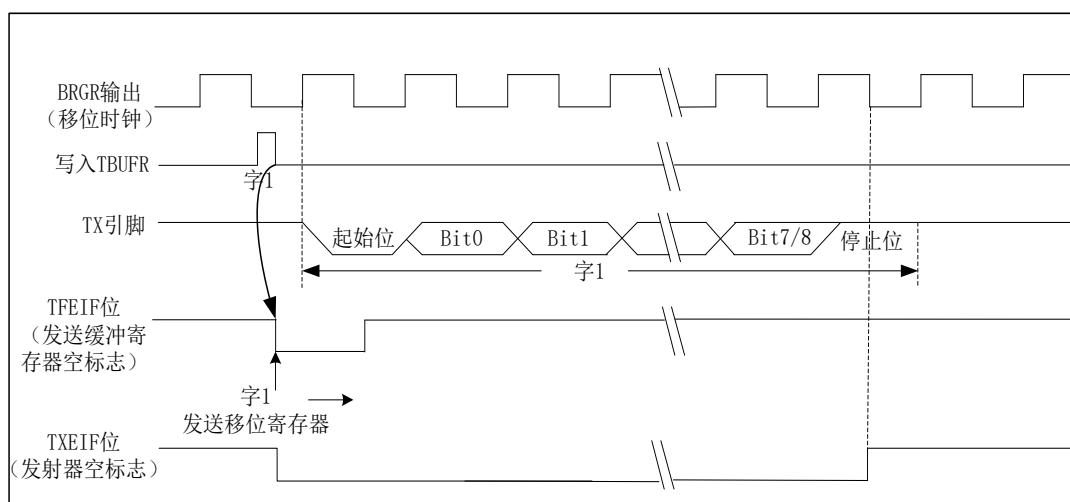 BRGR输出
（移位时钟）
写入TBUFR
字1
TX引脚
起始位
Bit0
Bit1
Bit7/8
停止位
字1
TFEIF位
（发送缓冲寄
存器空标志）
字1
发送移位寄存器
TXEIF位
（发射器空标志）